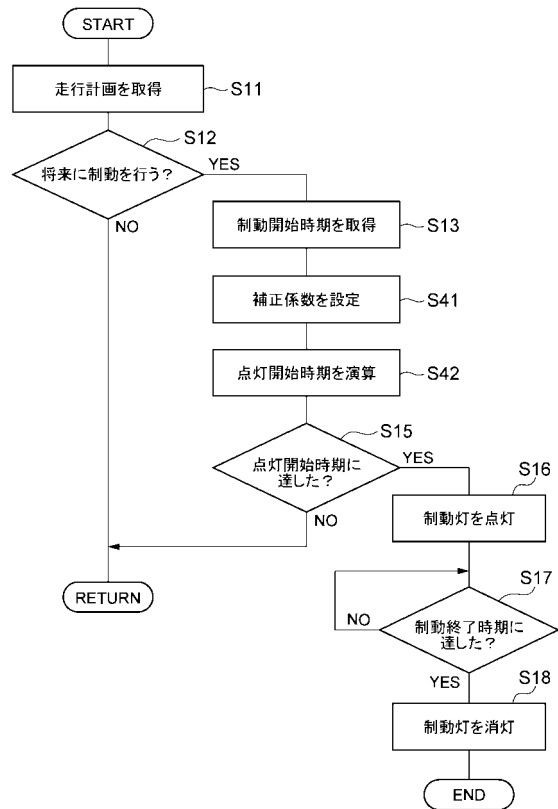 START
走行計画を取得
S11
S12
将来に制動を行う?
YES
NO
制動開始時期を取得
S13
補正係数を設定
S41
点灯開始時期を演算
S42
S15
点灯開始時期に
達した?
YES
NO
S16
制動灯を点灯
RETURN
S17
制動終了時期に
達した?
NO
YES
S18
制動灯を消灯
END